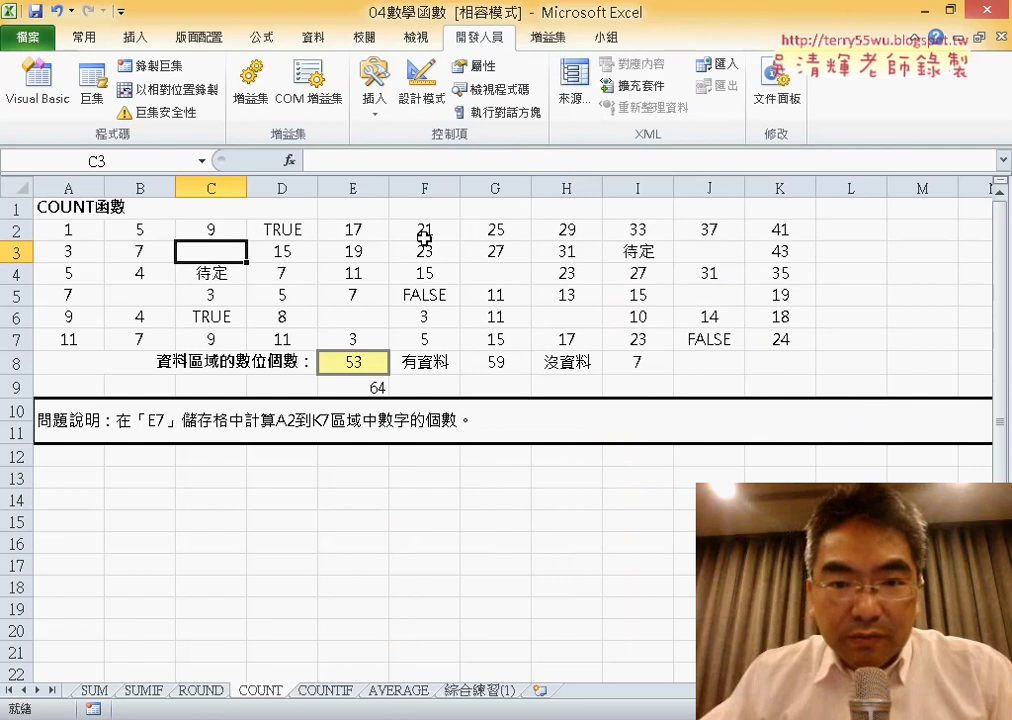 04數學函數 [相容模式] - Microsoft Excel
檔案 常用 插入 版面配置 公式 資料 校閱 檢視 開發人員 增益集 小組
http://terry55wu.blogspot.tw
吳清輝老師錄製
Visual Basic 巨集 錄製巨集 以相對位置錄製 巨集安全性 增益集 COM 增益集 插入 設計模式 屬性 檢視程式碼 執行對話方塊 來源... 對應內容 擴充套件 重新整理資料 匯入 匯出 文件面板
程式碼 增益集 控制項 XML 修改
C3 fx
A B C D E F G H I J K L M N
1 COUNT函數
2 1 5 9 TRUE 17 21 25 29 33 37 41
3 3 7 15 19 23 27 31 待定 43
4 5 4 待定 7 11 15 23 27 31 35
5 7 3 5 7 FALSE 11 13 15 19
6 9 4 TRUE 8 3 11 10 14 18
7 11 7 9 11 3 5 15 17 23 FALSE 24
8 資料區域的數位個數： 53 有資料 59 沒資料 7
9 64
10
11 問題說明：在「E7」儲存格中計算A2到K7區域中數字的個數。
12
13
14
15
16
17
18
19
20
21
22
SUM SUMIF ROUND COUNT COUNTIF AVERAGE 綜合練習(1)
就緒